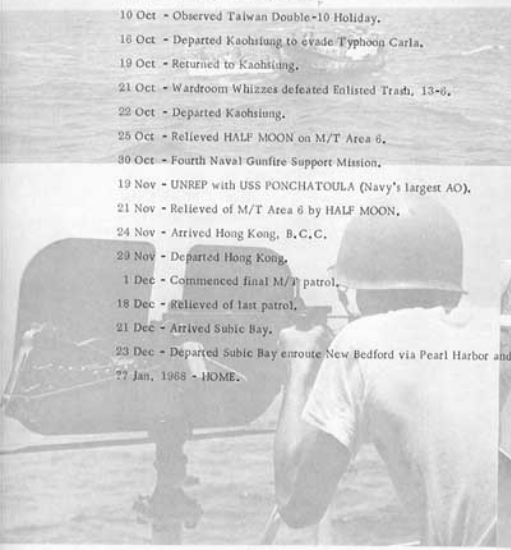 10 Oct - Observed Taiwan Double-10 Holiday.
16 Oct - Departed Kaohsiung to evade Typhoon Carla.
19 Oct - Returned to Kaohsiung.
21 Oct - Wardroom Whizzes defeated Enlisted Trash, 13-6.
22 Oct - Departed Kaohsiung.
25 Oct - Relieved HALF MOON on M/T Area 6.
30 Oct - Fourth Naval Gunfire Support Mission.
19 Nov - UNREP with USS PONCHATOULA (Navy's largest AO).
21 Nov - Relieved of M/T Area 6 by HALF MOON.
24 Nov - Arrived Hong Kong, B.C.C.
29 Nov - Departed Hong Kong.
1 Dec - Commenced final M/T patrol.
18 Dec - Relieved of last patrol.
21 Dec - Arrived Subic Bay.
23 Dec - Departed Subic Bay enroute New Bedford via Pearl Harbor and
?? Jan, 1968 - HOME.